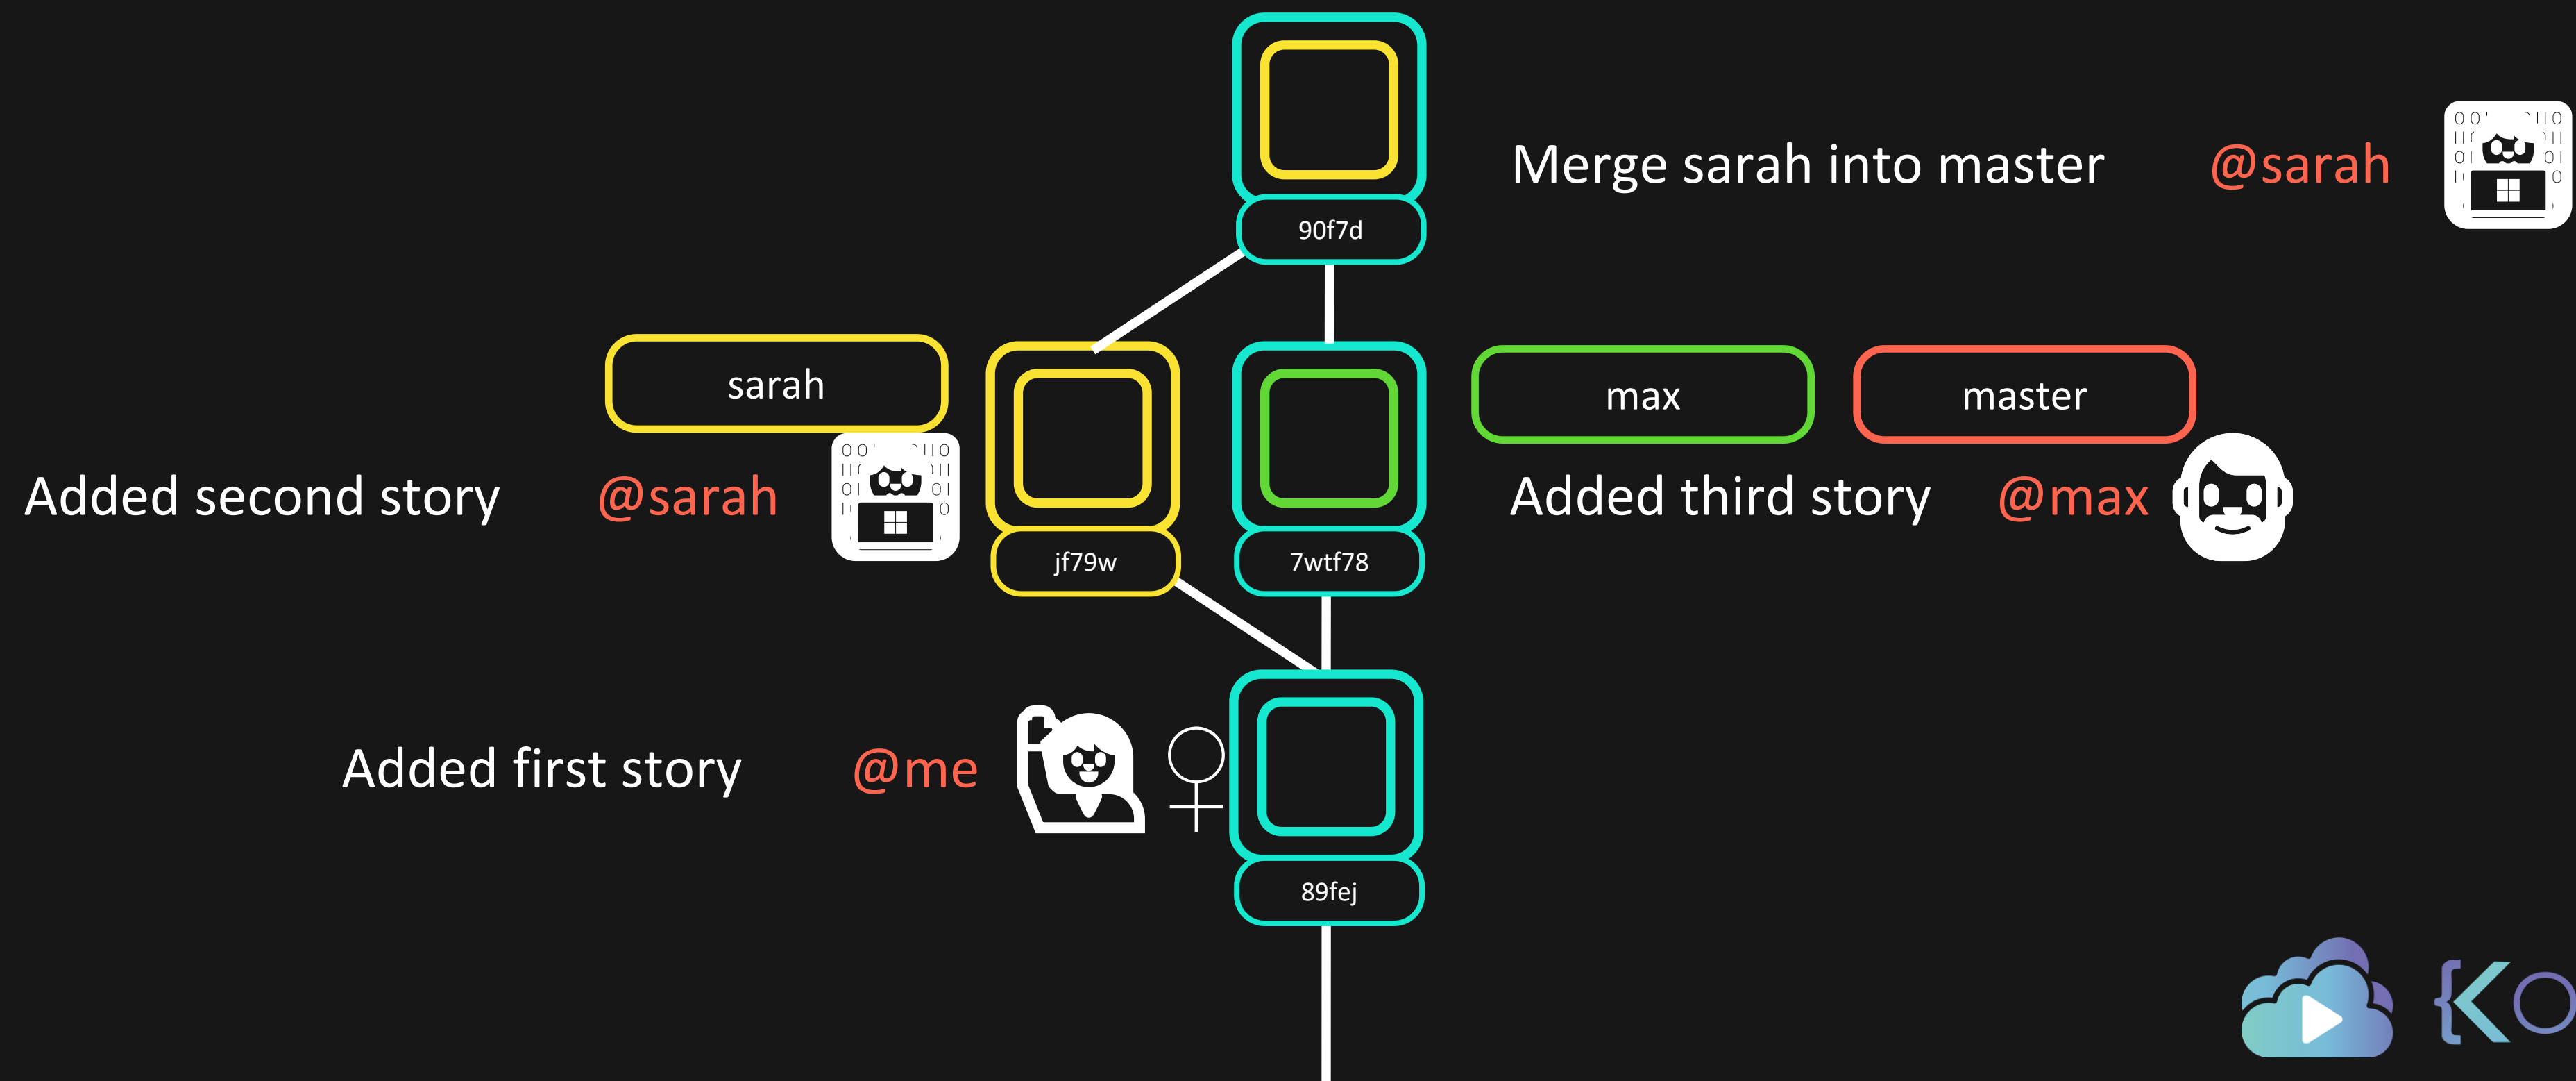 90f7d
Merge sarah into master @sarah
sarah
max
master
Added second story @sarah
Added third story @max
jf79w
7wtf78
Added first story @me
89fej
{Ko